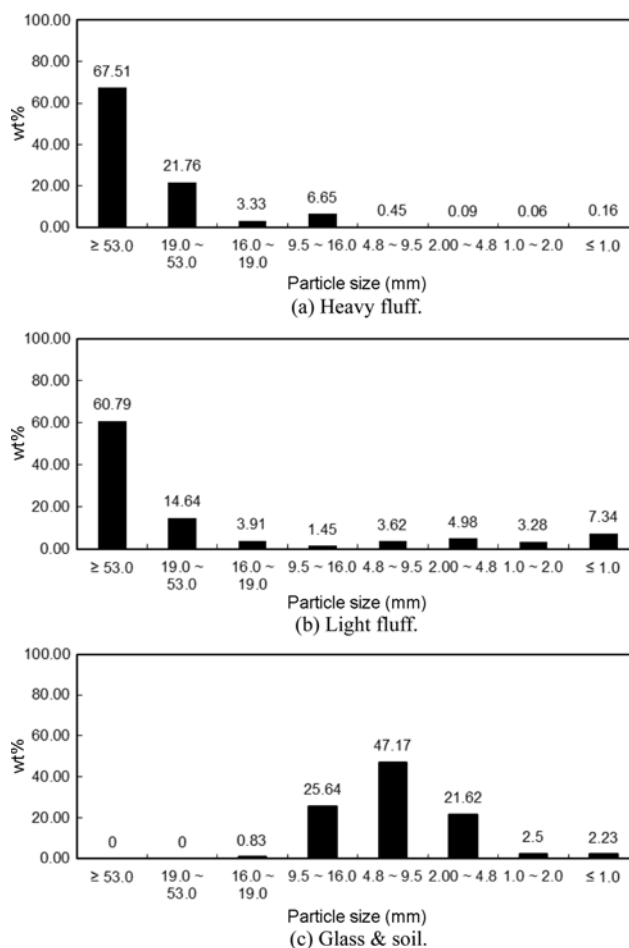 100.00
80.00
60.00
40.00
20.00
0.00
wt%
67.51
21.76
3.33
6.65
0.45
0.09
0.06
0.16
≥ 53.0
19.0 ~
53.0
16.0 ~
19.0
9.5 ~ 16.0
4.8 ~ 9.5
2.00 ~ 4.8
1.0 ~ 2.0
≤ 1.0
Particle size (mm)
(a) Heavy fluff.
100.00
80.00
60.00
40.00
20.00
0.00
wt%
60.79
14.64
3.91
1.45
3.62
4.98
3.28
7.34
≥ 53.0
19.0 ~
53.0
16.0 ~
19.0
9.5 ~ 16.0
4.8 ~ 9.5
2.00 ~ 4.8
1.0 ~ 2.0
≤ 1.0
Particle size (mm)
(b) Light fluff.
100.00
80.00
60.00
40.00
20.00
0.00
wt%
0
0
0.83
25.64
47.17
21.62
2.5
2.23
≥ 53.0
19.0 ~
53.0
16.0 ~
19.0
9.5 ~ 16.0
4.8 ~ 9.5
2.00 ~ 4.8
1.0 ~ 2.0
≤ 1.0
Particle size (mm)
(c) Glass & soil.